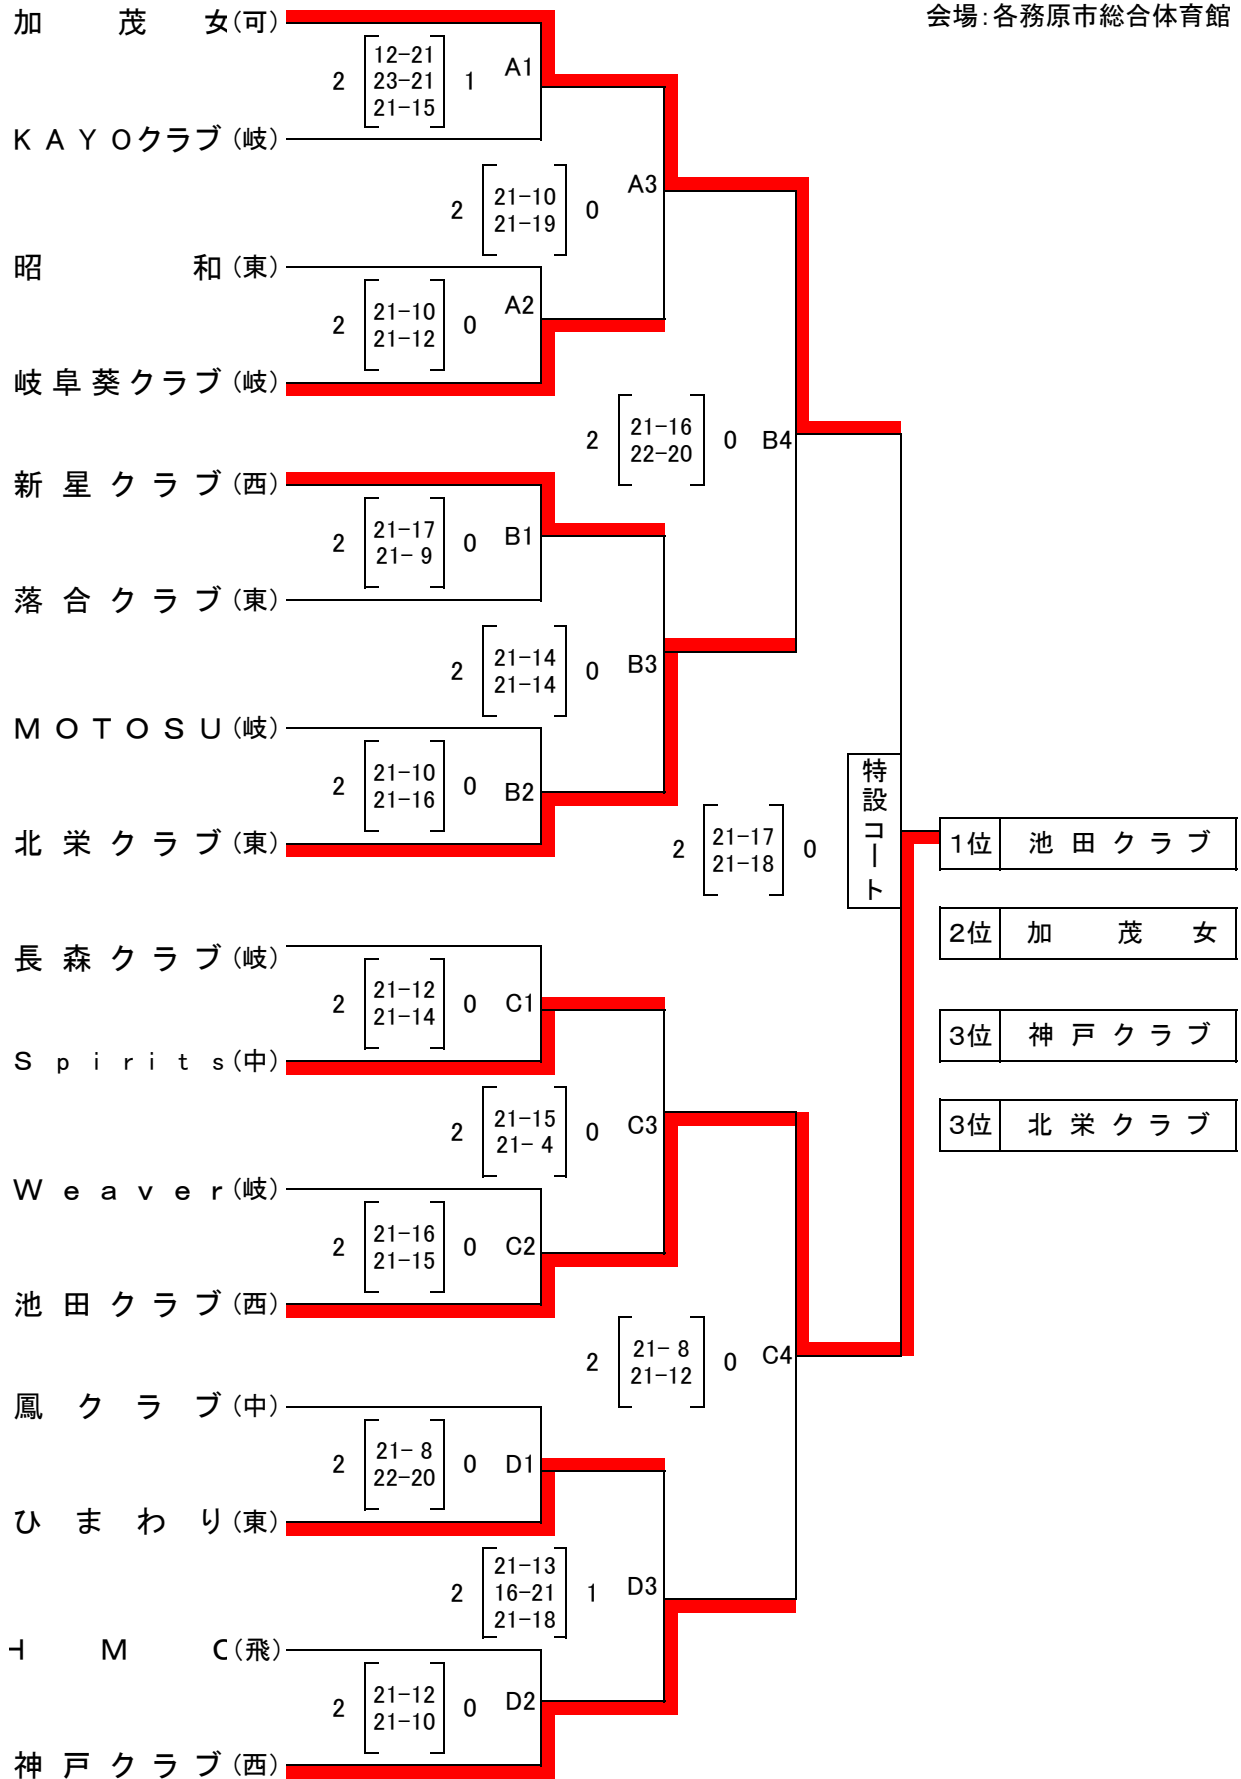 会場：各務原市総合体育館
加茂女(可)
2 12-21 1 A1
23-21
21-15
KAYOクラブ(岐)
2 21-10 0 A3
21-19
昭和(東)
2 21-10 0 A2
21-12
岐阜葵クラブ(岐)
2 21-16 0 B4
22-20
新星クラブ(西)
2 21-17 0 B1
21- 9
落合クラブ(東)
2 21-14 0 B3
21-14
MOTOSU(岐)
2 21-10 0 B2
21-16
北栄クラブ(東)
2 21-17 0
21-18
特設コート
1位 池田クラブ
2位 加茂女
3位 神戸クラブ
3位 北栄クラブ
長森クラブ(岐)
2 21-12 0 C1
21-14
Spirits(中)
2 21-15 0 C3
21- 4
Weaver(岐)
2 21-16 0 C2
21-15
池田クラブ(西)
2 21- 8 0 C4
21-12
鳳クラブ(中)
2 21- 8 0 D1
22-20
ひまわり(東)
2 21-13 1 D3
16-21
21-18
HMC(飛)
2 21-12 0 D2
21-10
神戸クラブ(西)